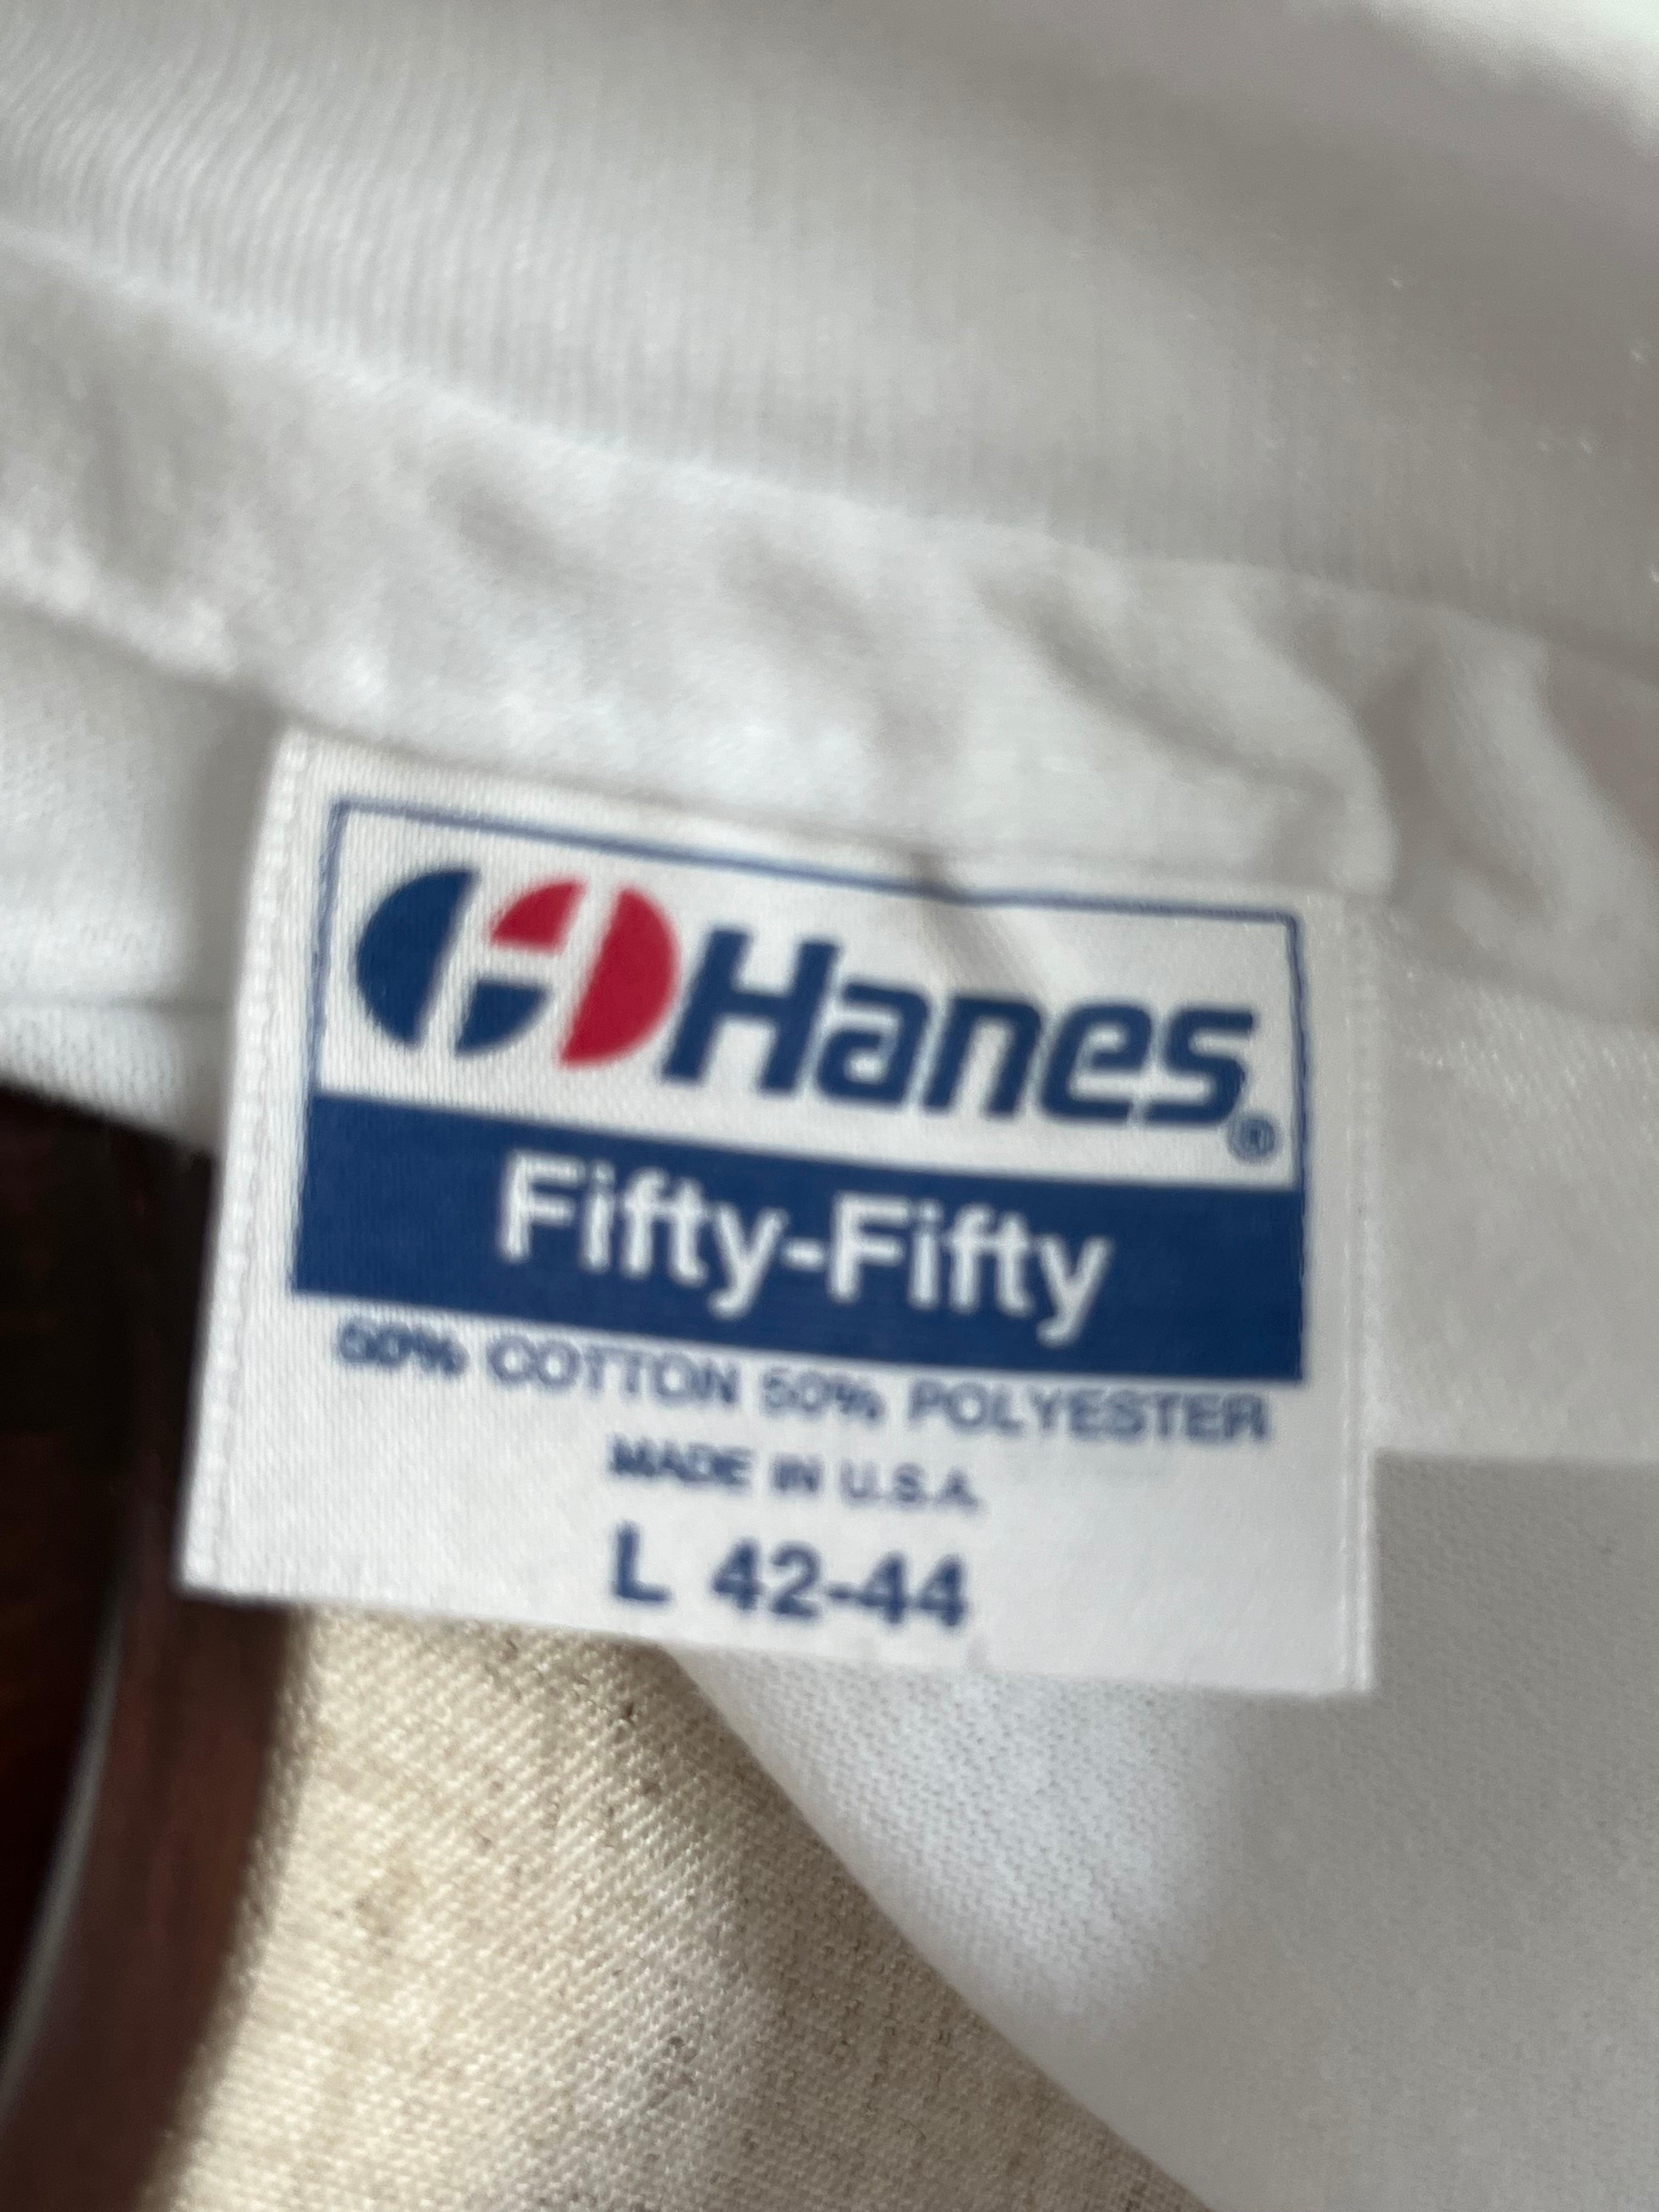 Hanes®
Fifty-Fifty
50% COTTON 50% POLYESTER
MADE IN U.S.A.
L 42-44